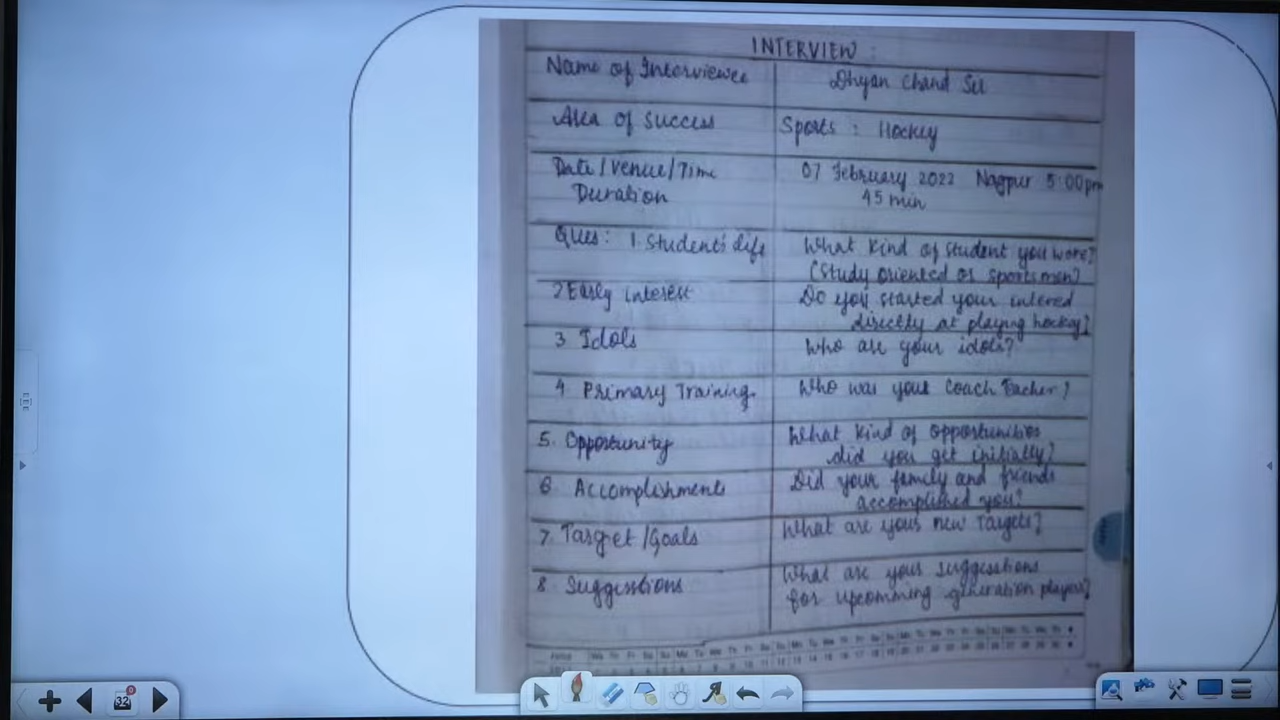 INTERVIEW :
Name of Interviewee
Dhyan Chand Sir
Area of success
Sports : Hockey
Date/Venue/Time
Duration
07 February 2022 Nagpur 5:00pm
45 min
Ques: 1. Student's life
What kind of student you were?
(Study oriented or sportsmen?
2 Early interest
Do you started your intered
directly at playing hockey?
3 Idols
Who are your idols?
4 Primary Training
Who was your Coach Teacher?
5. Opportunity
What kind of opportunities
did you get initially?
6 Accomplishments
Did your family and friends
accomplished you?
7 Target/Goals
What are your new Targets?
8 Suggestions
What are your suggestions
for upcomming generation players?
32